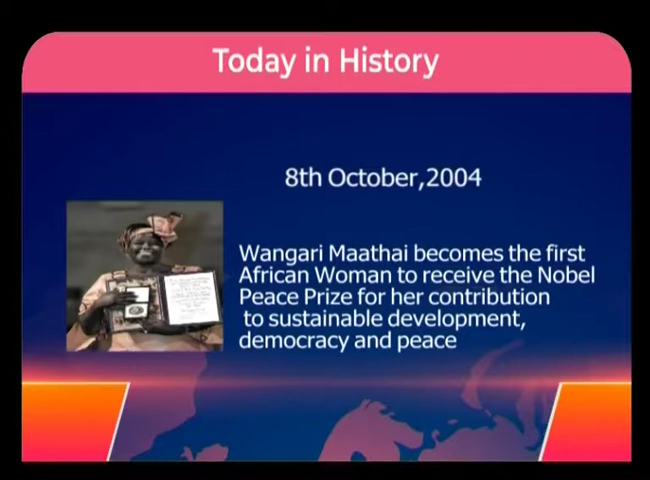 Today in History
8th October,2004
Wangari Maathai becomes the first
African Woman to receive the Nobel
Peace Prize for her contribution
to sustainable development,
democracy and peace